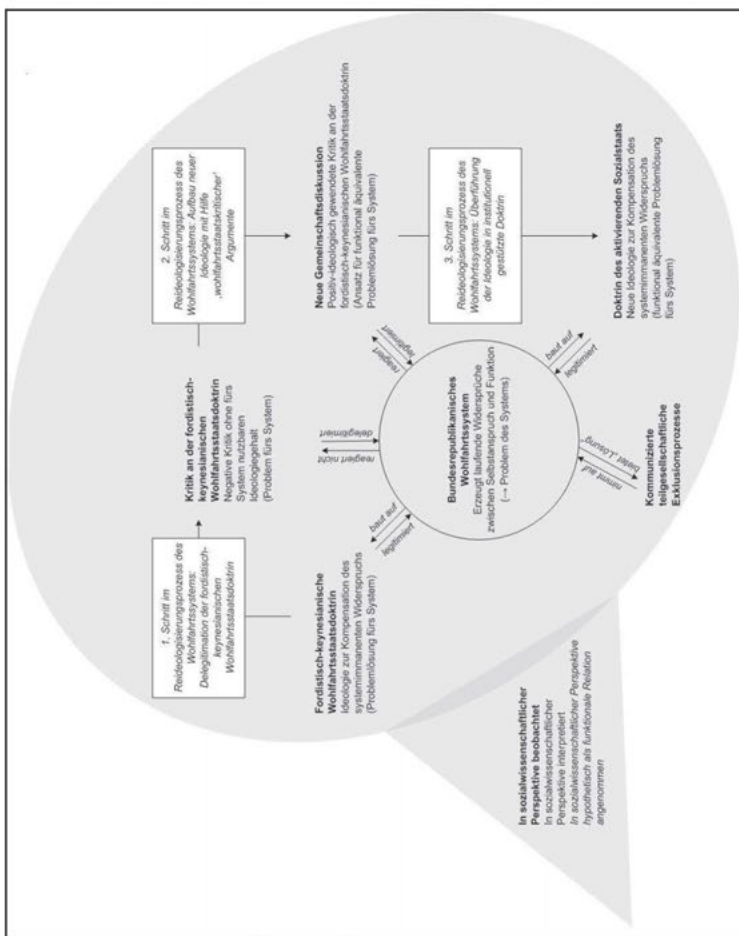 1. Schritt im
Reideologisierungsprozess des
Wohlfahrtssystems:
Delegitimation der fordistisch-
keynesianischen
Wohlfahrtsstaatsdoktrin
Kritik an der fordistisch-
keynesianischen
Wohlfahrtsstaatsdoktrin
Negative Kritik ohne fürs
System nutzbaren
Ideologiegehalt
(Problem fürs System)
2. Schritt im
Reideologisierungsprozess des
Wohlfahrtssystems: Aufbau neuer
Ideologie mit Hilfe
‚wohlfahrtsstaatskritischer‘
Argumente
Fordistisch-keynesianische
Wohlfahrtsstaatsdoktrin
Ideologie zur Kompensation des
systemimmanenten Widerspruchs
(Problemlösung fürs System)
baut auf
legitimiert
reagiert nicht
delegitimiert
reagiert
legitimiert
Neue Gemeinschaftsdiskussion
Positiv-ideologisch gewendete Kritik an der
fordistisch-keynesianischen Wohlfahrtsstaatsdoktrin
(Ansatz für funktional äquivalente
Problemlösung fürs System)
Bundesrepublikanisches
Wohlfahrtssystem
Erzeugt laufende Widersprüche
zwischen Selbstanspruch und Funktion
(→ Problem des Systems)
3. Schritt im
Reideologisierungsprozess des
Wohlfahrtssystems: Überführung
der Ideologie in institutionell
gestützte Doktrin
nimmt auf
bietet „Lösung“
baut auf
legitimiert
Kommunizierte
teilgesellschaftliche
Exklusionsprozesse
Doktrin des aktivierenden Sozialstaats
Neue Ideologie zur Kompensation des
systemimmanenten Widerspruchs
(funktional äquivalente Problemlösung
fürs System)
In sozialwissenschaftlicher
Perspektive beobachtet
In sozialwissenschaftlicher
Perspektive interpretiert
In sozialwissenschaftlicher Perspektive
hypothetisch als funktionale Relation
angenommen